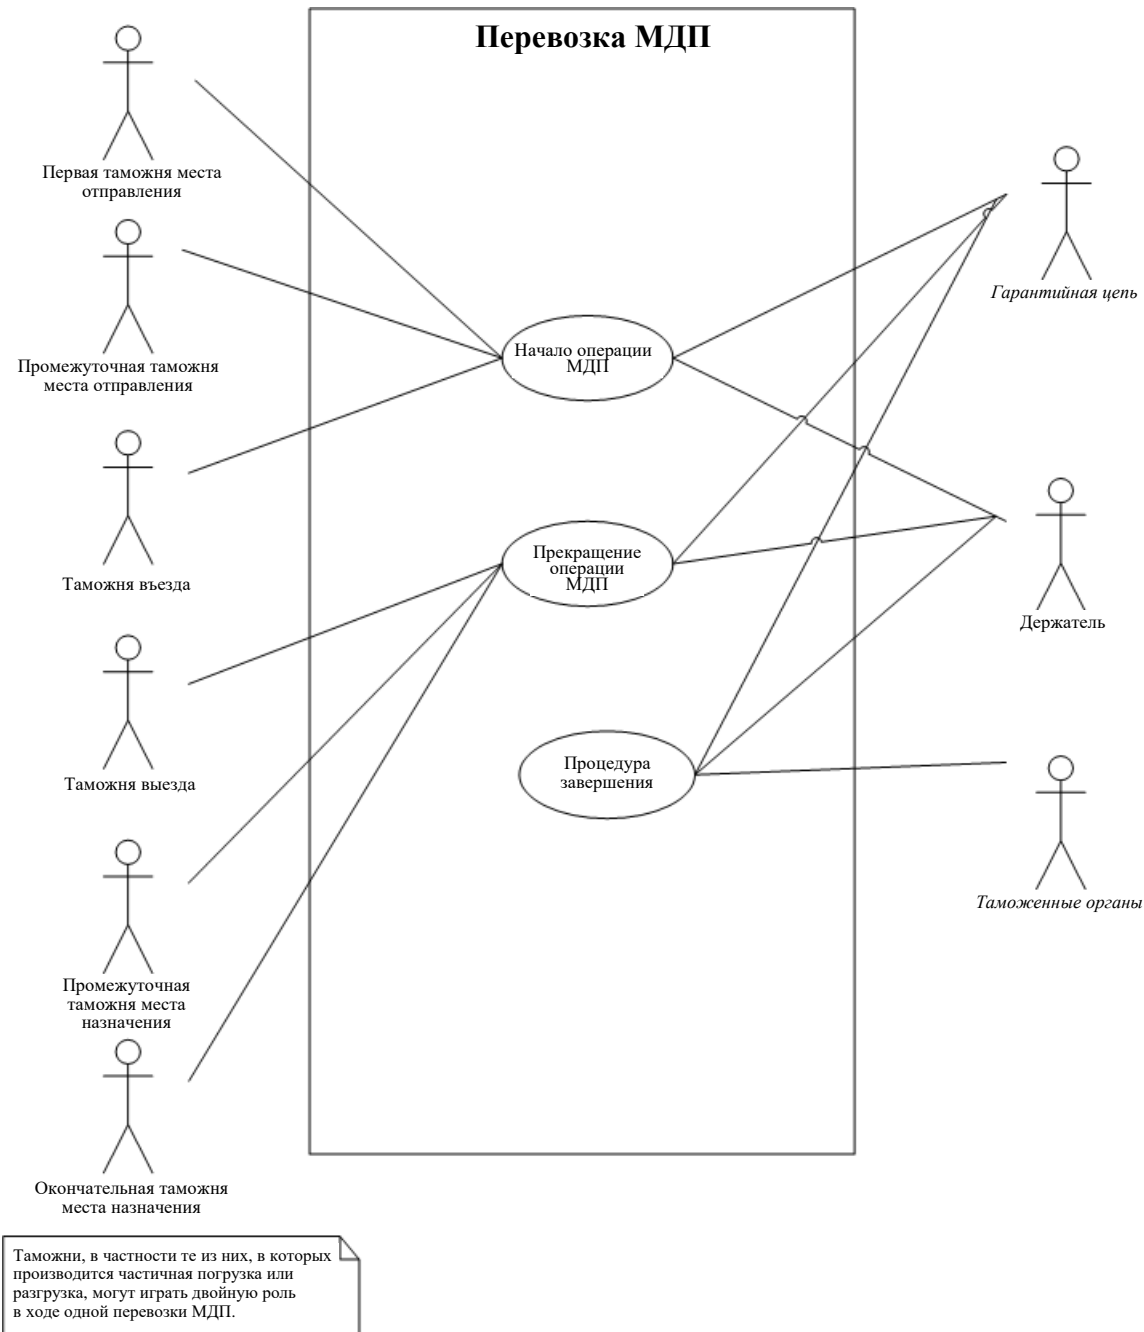 Перевозка МДП
Первая таможня места
отправления
Промежуточная таможня
места отправления
Таможня въезда
Таможня выезда
Промежуточная
таможня места
назначения
Окончательная таможня
места назначения
Начало операции
МДП
Прекращение
операции
МДП
Процедура
завершения
Гарантийная цепь
Держатель
Таможенные органы
Таможни, в частности те из них, в которых
производится частичная погрузка или
разгрузка, могут играть двойную роль
в ходе одной перевозки МДП.